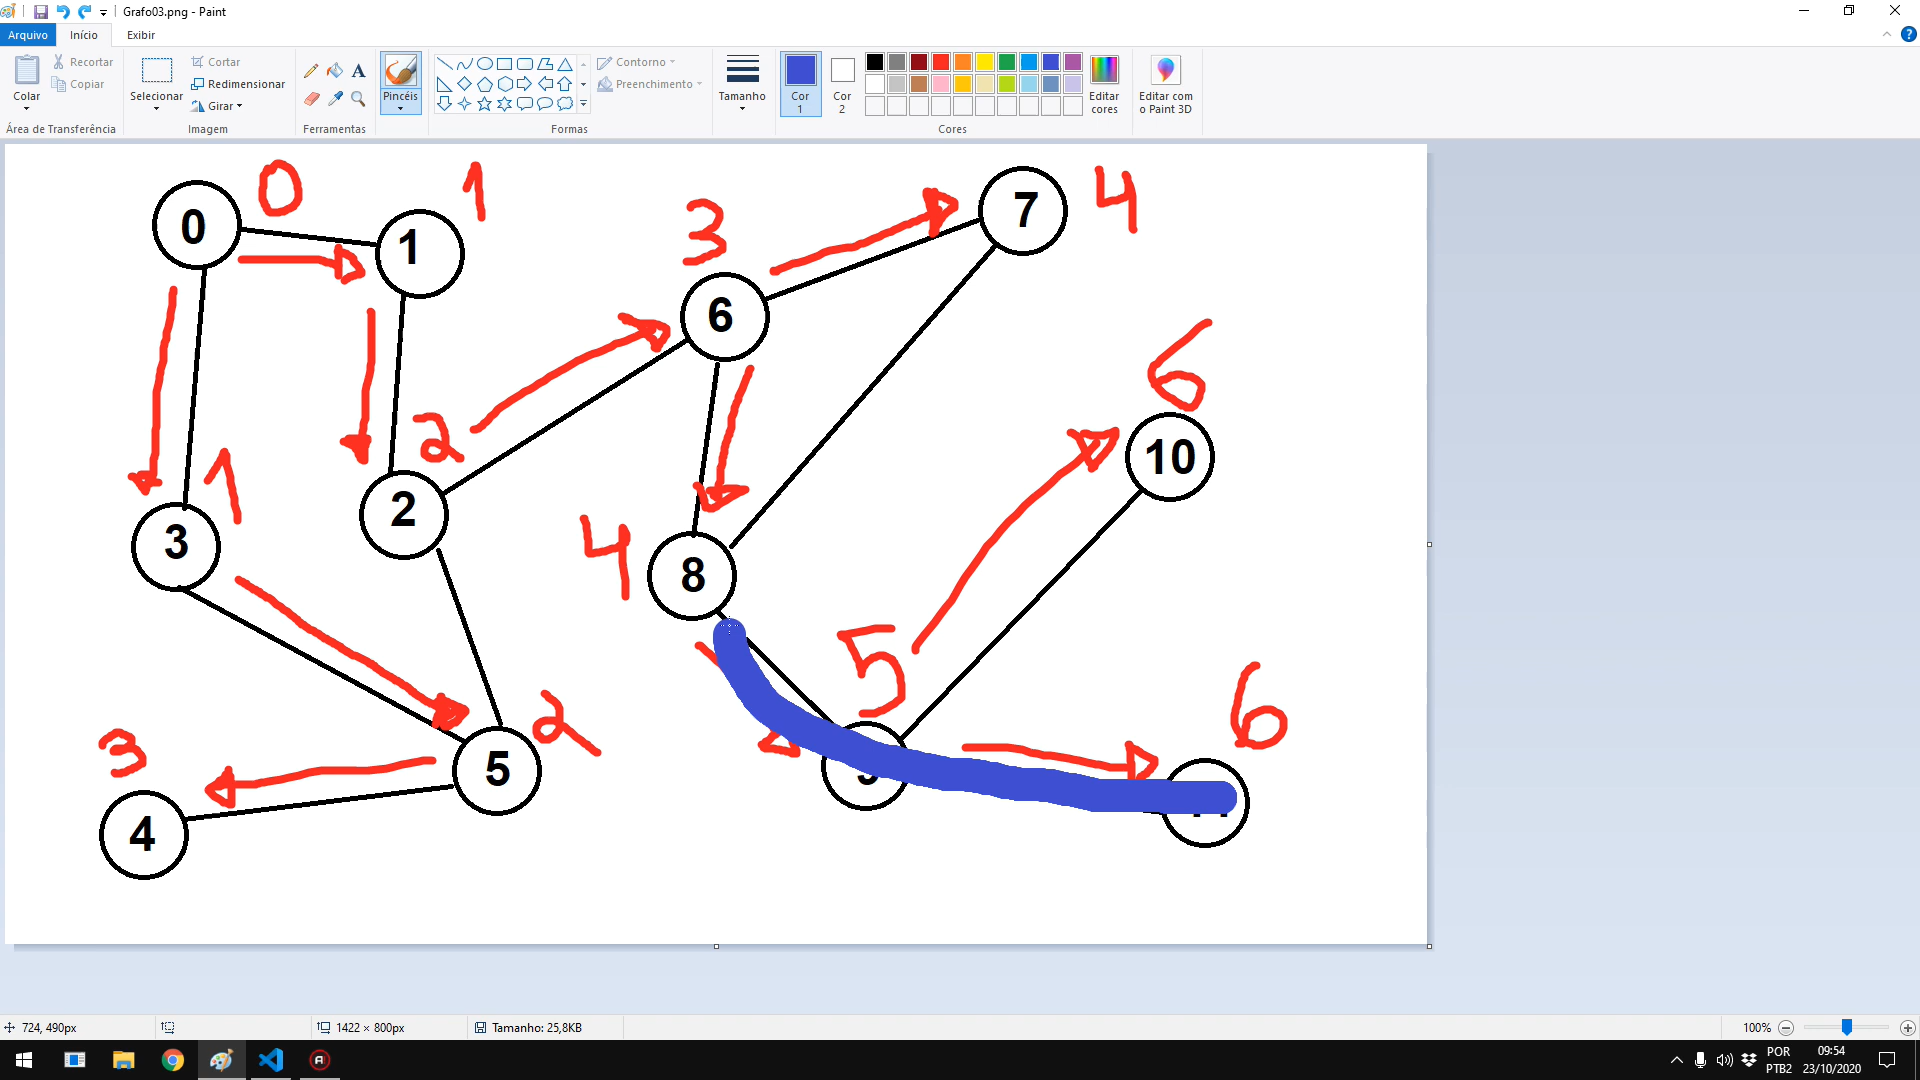 Grafo03.png - Paint
Arquivo Início Exibir
Colar
Recortar
Copiar
Área de Transferência
Selecionar
Cortar
Redimensionar
Girar
Imagem
A
Ferramentas
Pincéis
Contorno
Preenchimento
Formas
Tamanho
Cor 1
Cor 2
Editar cores
Cores
Editar com o Paint 3D
?
0 0
1 1
6 3
7 4
3 1
2 2
8 4
10 6
5 2
4 3
5
6
724, 490px
1422 × 800px
Tamanho: 25,8KB
100%
POR
PTB2
09:54
23/10/2020